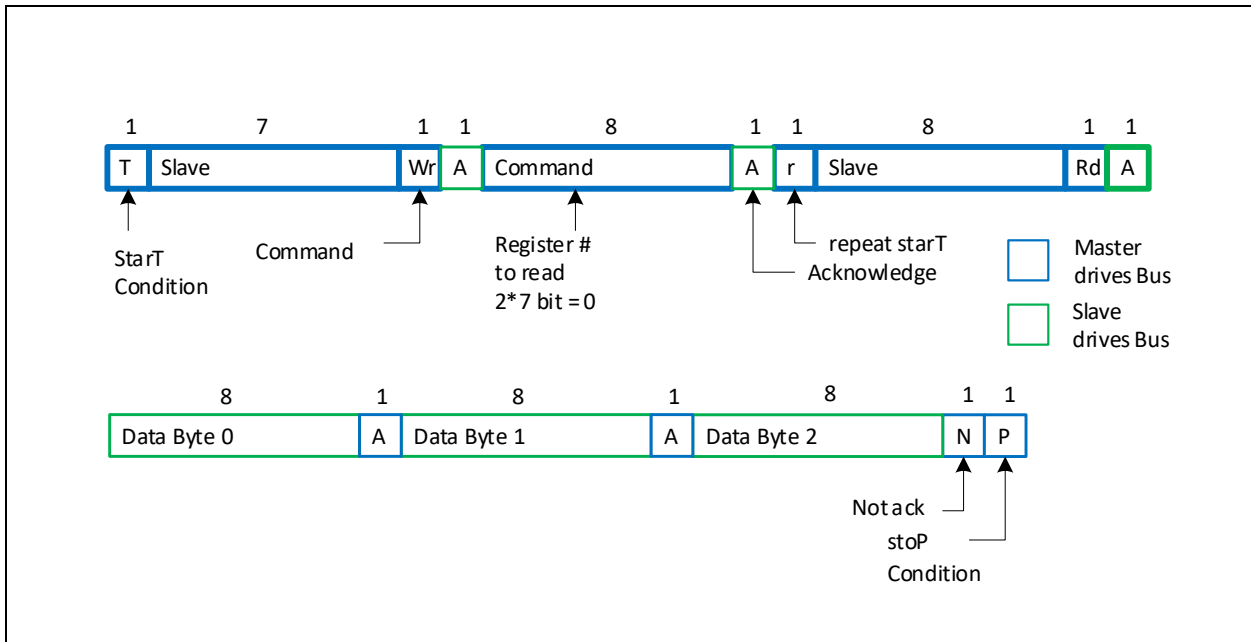 1 7 1 1 8 1 1 8 1 1
T Slave Wr A Command A r Slave Rd A
StarT
Condition
Command
Register #
to read
2*7 bit = 0
repeat starT
Acknowledge
Master
drives Bus
Slave
drives Bus
8 1 8 1 8 1 1
Data Byte 0 A Data Byte 1 A Data Byte 2 N P
Not ack
stoP
Condition